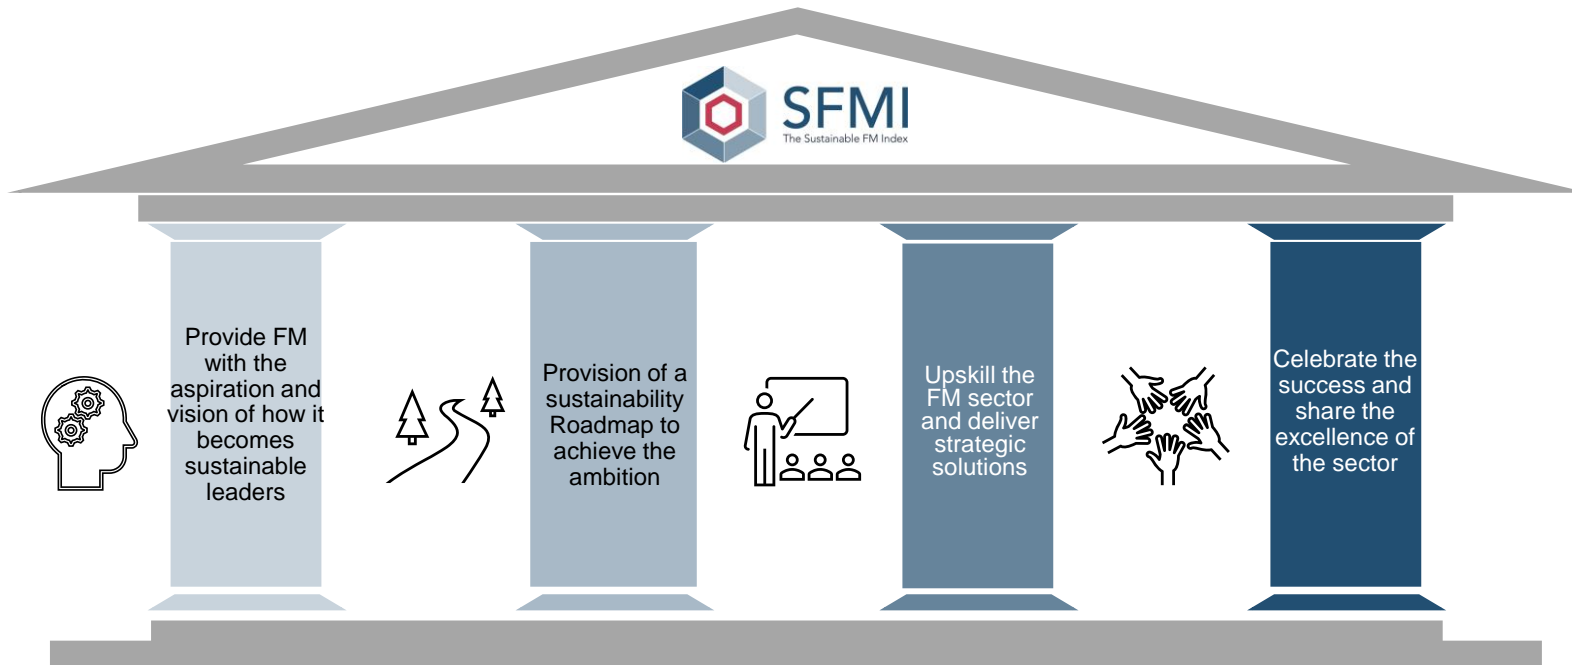 SFMI
The Sustainable FM Index
Provide FM
with the
aspiration and
vision of how it
becomes
sustainable
leaders
Provision of a
sustainability
Roadmap to
achieve the
ambition
Upskill the
FM sector
and deliver
strategic
solutions
Celebrate the
success and
share the
excellence of
the sector